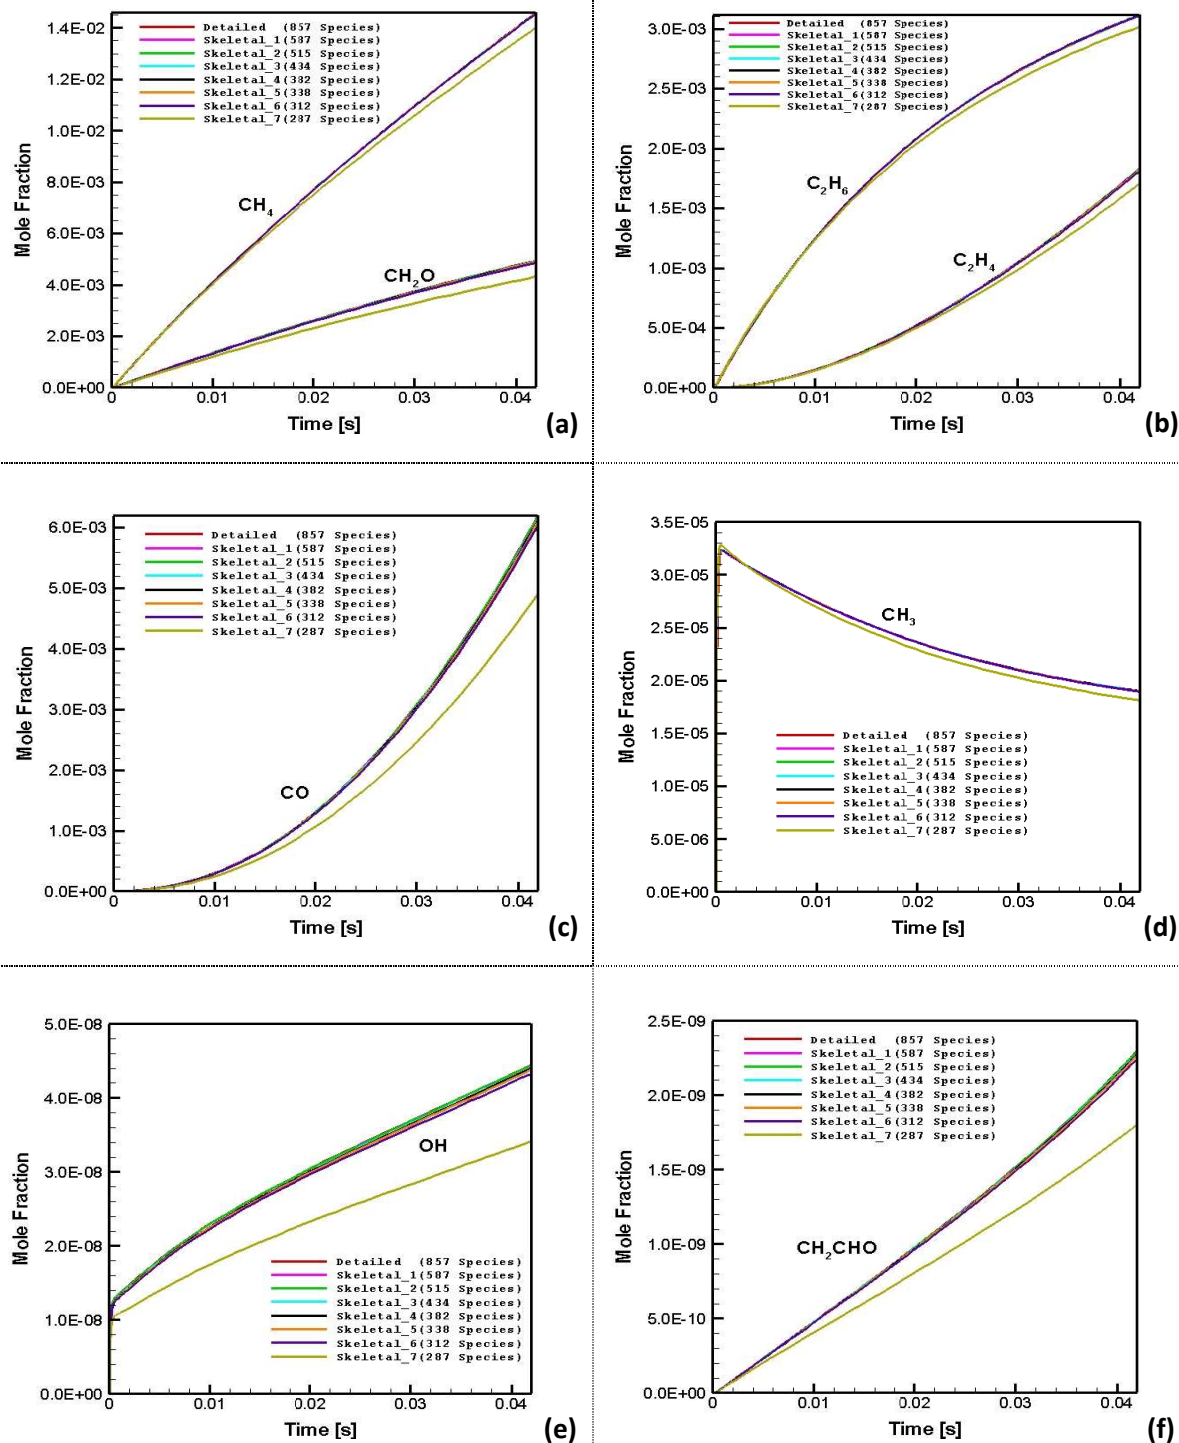 1.4E-02
1.2E-02
1.0E-02
8.0E-03
6.0E-03
4.0E-03
2.0E-03
0.0E+00
Mole Fraction
Detailed (857 Species)
Skeletal_1(587 Species)
Skeletal_2(515 Species)
Skeletal_3(434 Species)
Skeletal_4(382 Species)
Skeletal_5(338 Species)
Skeletal_6(312 Species)
Skeletal_7(287 Species)
CH4
CH2O
0 0.01 0.02 0.03 0.04
Time [s]
(a)
3.0E-03
2.5E-03
2.0E-03
1.5E-03
1.0E-03
5.0E-04
0.0E+00
Mole Fraction
Detailed (857 Species)
Skeletal_1(587 Species)
Skeletal_2(515 Species)
Skeletal_3(434 Species)
Skeletal_4(382 Species)
Skeletal_5(338 Species)
Skeletal_6(312 Species)
Skeletal_7(287 Species)
C2H6
C2H4
0 0.01 0.02 0.03 0.04
Time [s]
(b)
6.0E-03
5.0E-03
4.0E-03
3.0E-03
2.0E-03
1.0E-03
0.0E+00
Mole Fraction
Detailed (857 Species)
Skeletal_1(587 Species)
Skeletal_2(515 Species)
Skeletal_3(434 Species)
Skeletal_4(382 Species)
Skeletal_5(338 Species)
Skeletal_6(312 Species)
Skeletal_7(287 Species)
CO
0 0.01 0.02 0.03 0.04
Time [s]
(c)
3.5E-05
3.0E-05
2.5E-05
2.0E-05
1.5E-05
1.0E-05
5.0E-06
0.0E+00
Mole Fraction
CH3
Detailed (857 Species)
Skeletal_1(587 Species)
Skeletal_2(515 Species)
Skeletal_3(434 Species)
Skeletal_4(382 Species)
Skeletal_5(338 Species)
Skeletal_6(312 Species)
Skeletal_7(287 Species)
0 0.01 0.02 0.03 0.04
Time [s]
(d)
5.0E-08
4.0E-08
3.0E-08
2.0E-08
1.0E-08
0.0E+00
Mole Fraction
OH
Detailed (857 Species)
Skeletal_1(587 Species)
Skeletal_2(515 Species)
Skeletal_3(434 Species)
Skeletal_4(382 Species)
Skeletal_5(338 Species)
Skeletal_6(312 Species)
Skeletal_7(287 Species)
0 0.01 0.02 0.03 0.04
Time [s]
(e)
2.5E-09
2.0E-09
1.5E-09
1.0E-09
5.0E-10
0.0E+00
Mole Fraction
Detailed (857 Species)
Skeletal_1(587 Species)
Skeletal_2(515 Species)
Skeletal_3(434 Species)
Skeletal_4(382 Species)
Skeletal_5(338 Species)
Skeletal_6(312 Species)
Skeletal_7(287 Species)
CH2CHO
0 0.01 0.02 0.03 0.04
Time [s]
(f)